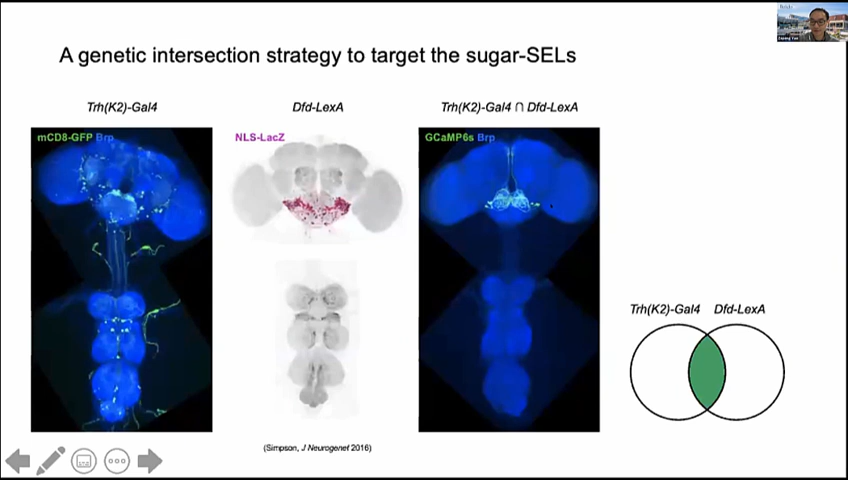 A genetic intersection strategy to target the sugar-SELs
Trh(K2)-Gal4
Dfd-LexA
Trh(K2)-Gal4 ∩ Dfd-LexA
mCD8-GFP Brp
NLS-LacZ
GCaMP6s Brp
Trh(K2)-Gal4 Dfd-LexA
(Simpson, J Neurogenet 2016)